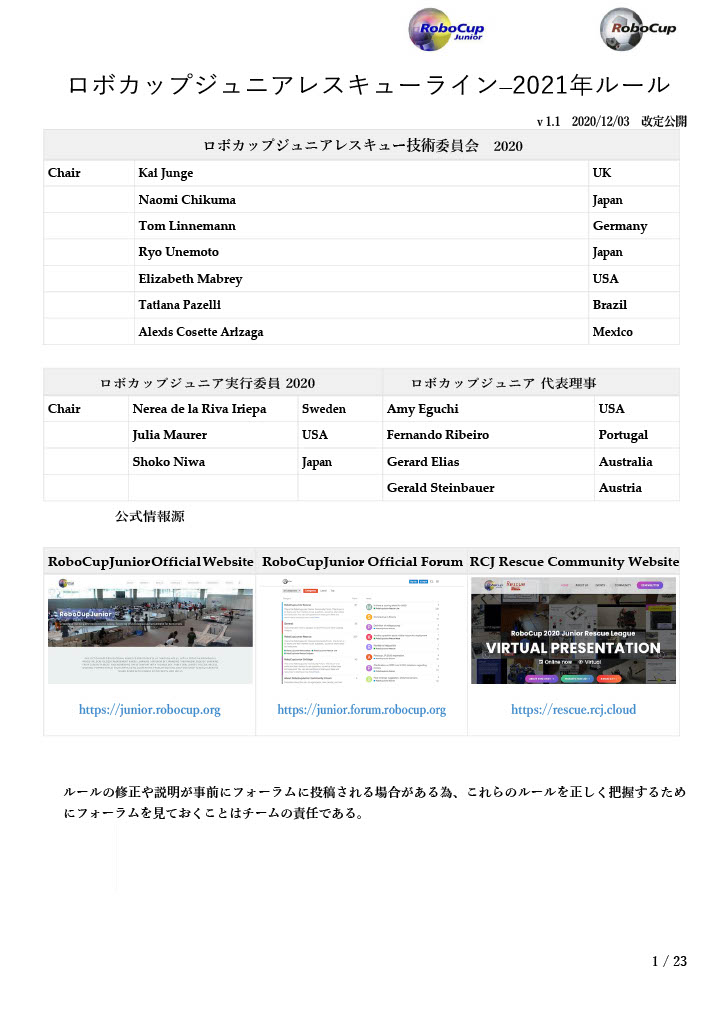 RoboCup
Junior
RoboCup
ロボカップジュニアレスキューライン–2021年ルール
v 1.1 2020/12/03 改定公開
ロボカップジュニアレスキュー技術委員会 2020
Chair Kai Junge UK
Naomi Chikuma Japan
Tom Linnemann Germany
Ryo Unemoto Japan
Elizabeth Mabrey USA
Tatiana Pazelli Brazil
Alexis Cosette Arizaga Mexico
ロボカップジュニア実行委員 2020 ロボカップジュニア 代表理事
Chair Nerea de la Riva Iriepa Sweden Amy Eguchi USA
Julia Maurer USA Fernando Ribeiro Portugal
Shoko Niwa Japan Gerard Elias Australia
Gerald Steinbauer Austria
公式情報源
RoboCupJunior Official Website RoboCupJunior Official Forum RCJ Rescue Community Website
RoboCupJunior
RoboCup 2020 Junior Rescue League
VIRTUAL PRESENTATION
Online now Virtual
https://junior.robocup.org https://junior.forum.robocup.org https://rescue.rcj.cloud
ルールの修正や説明が事前にフォーラムに投稿される場合がある為、これらのルールを正しく把握するため
にフォーラムを見ておくことはチームの責任である。
1 / 23